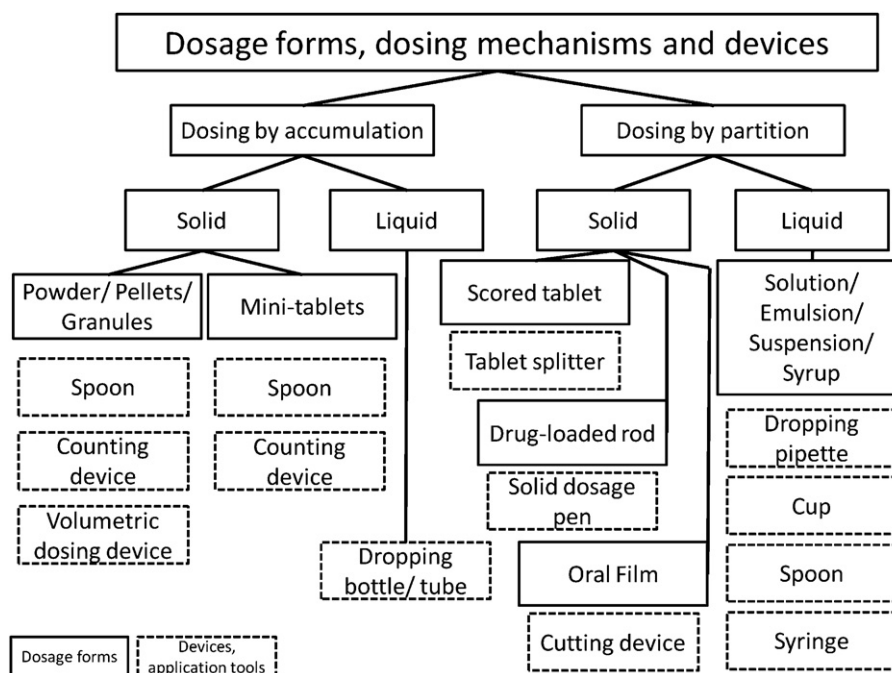 Dosage forms, dosing mechanisms and devices
Dosing by accumulation
Dosing by partition
Solid
Liquid
Solid
Liquid
Powder/ Pellets/
Granules
Mini-tablets
Scored tablet
Solution/
Emulsion/
Suspension/
Syrup
Spoon
Spoon
Tablet splitter
Counting
device
Counting
device
Drug-loaded rod
Dropping
pipette
Volumetric
dosing device
Solid dosage
pen
Cup
Dropping
bottle/ tube
Oral Film
Spoon
Cutting device
Syringe
Dosage forms
Devices,
application tools